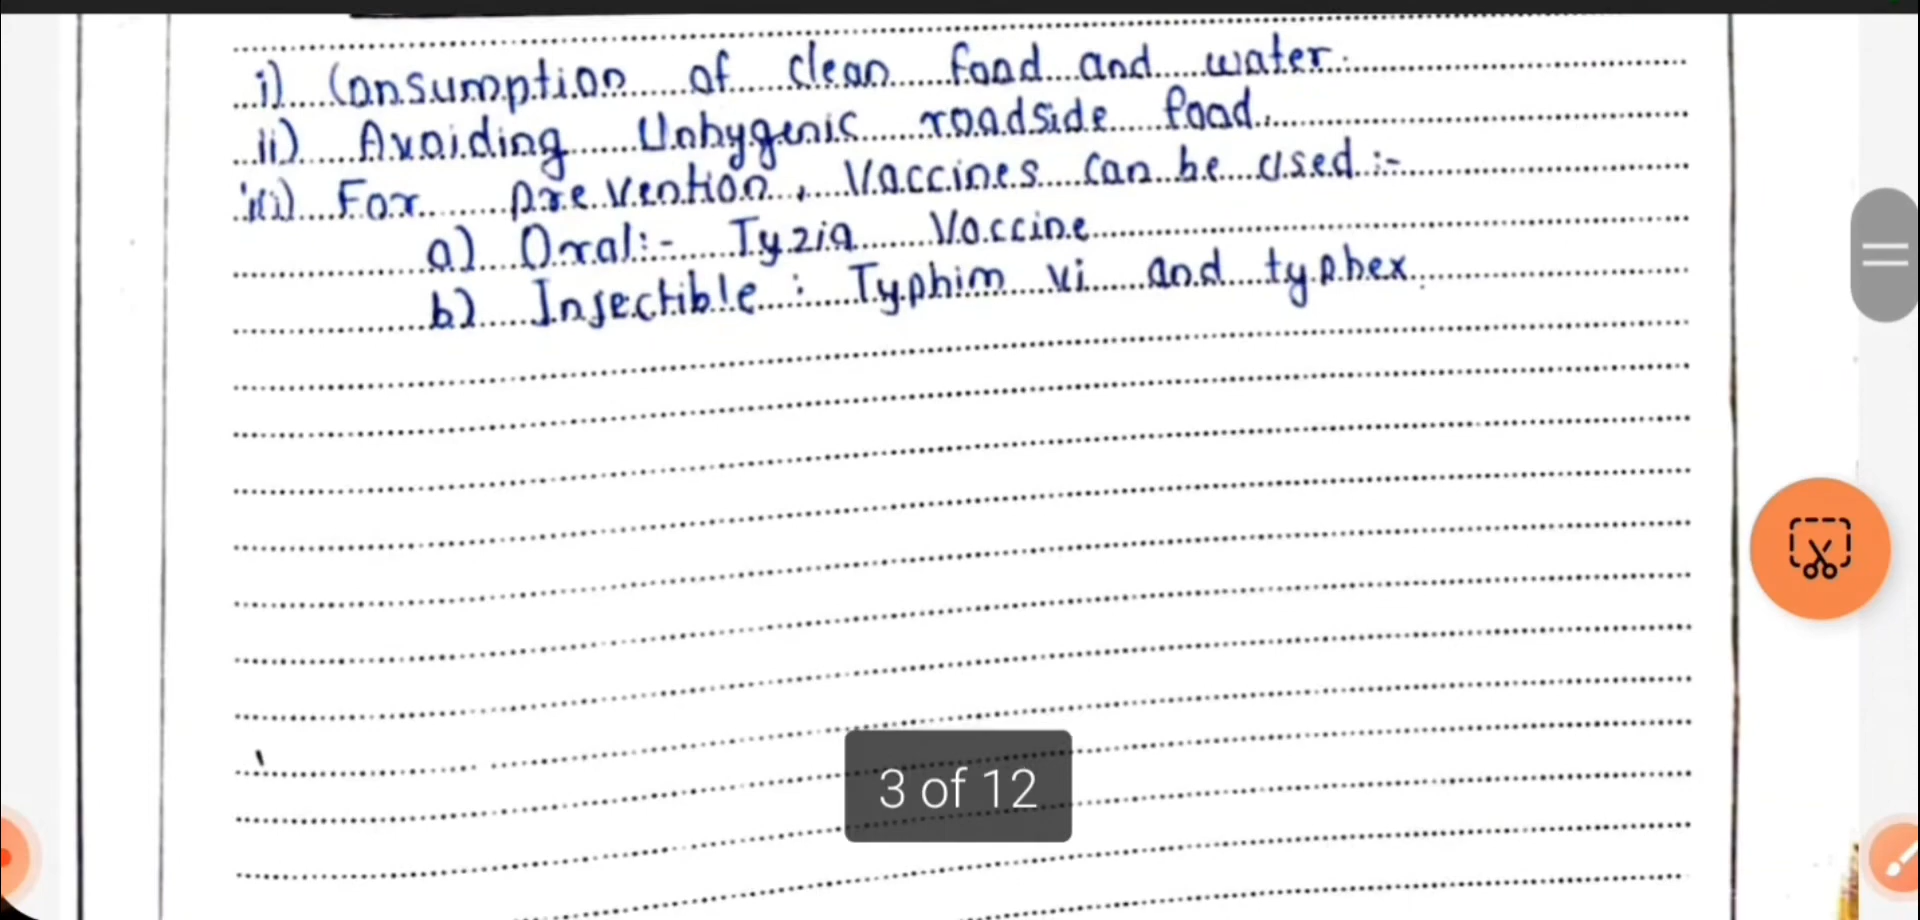 i) Consumption of clean food and water.
ii) Avoiding Unhygenic roadside food.
iii) For prevention, Vaccines can be used :-
a) Oral :- Tyzia Vaccine
b) Injectible : Typhim vi and typhex.
3 of 12